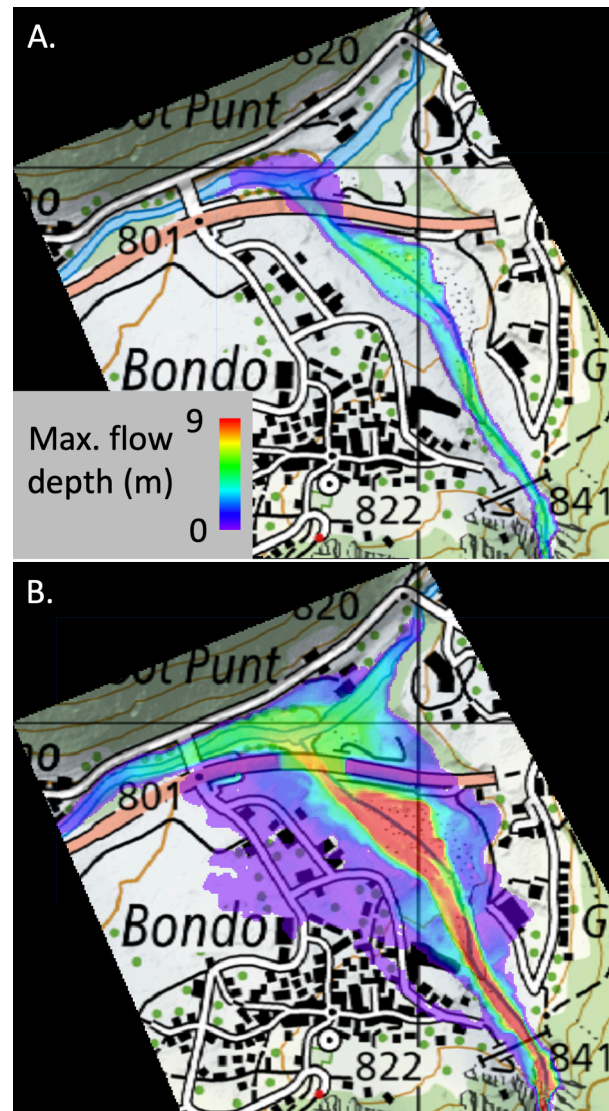 A.
820
Punt
801
Bondo
G
Max. flow
depth (m)
9
0
822
841
B.
820
Punt
801
Bondo
G
822
841